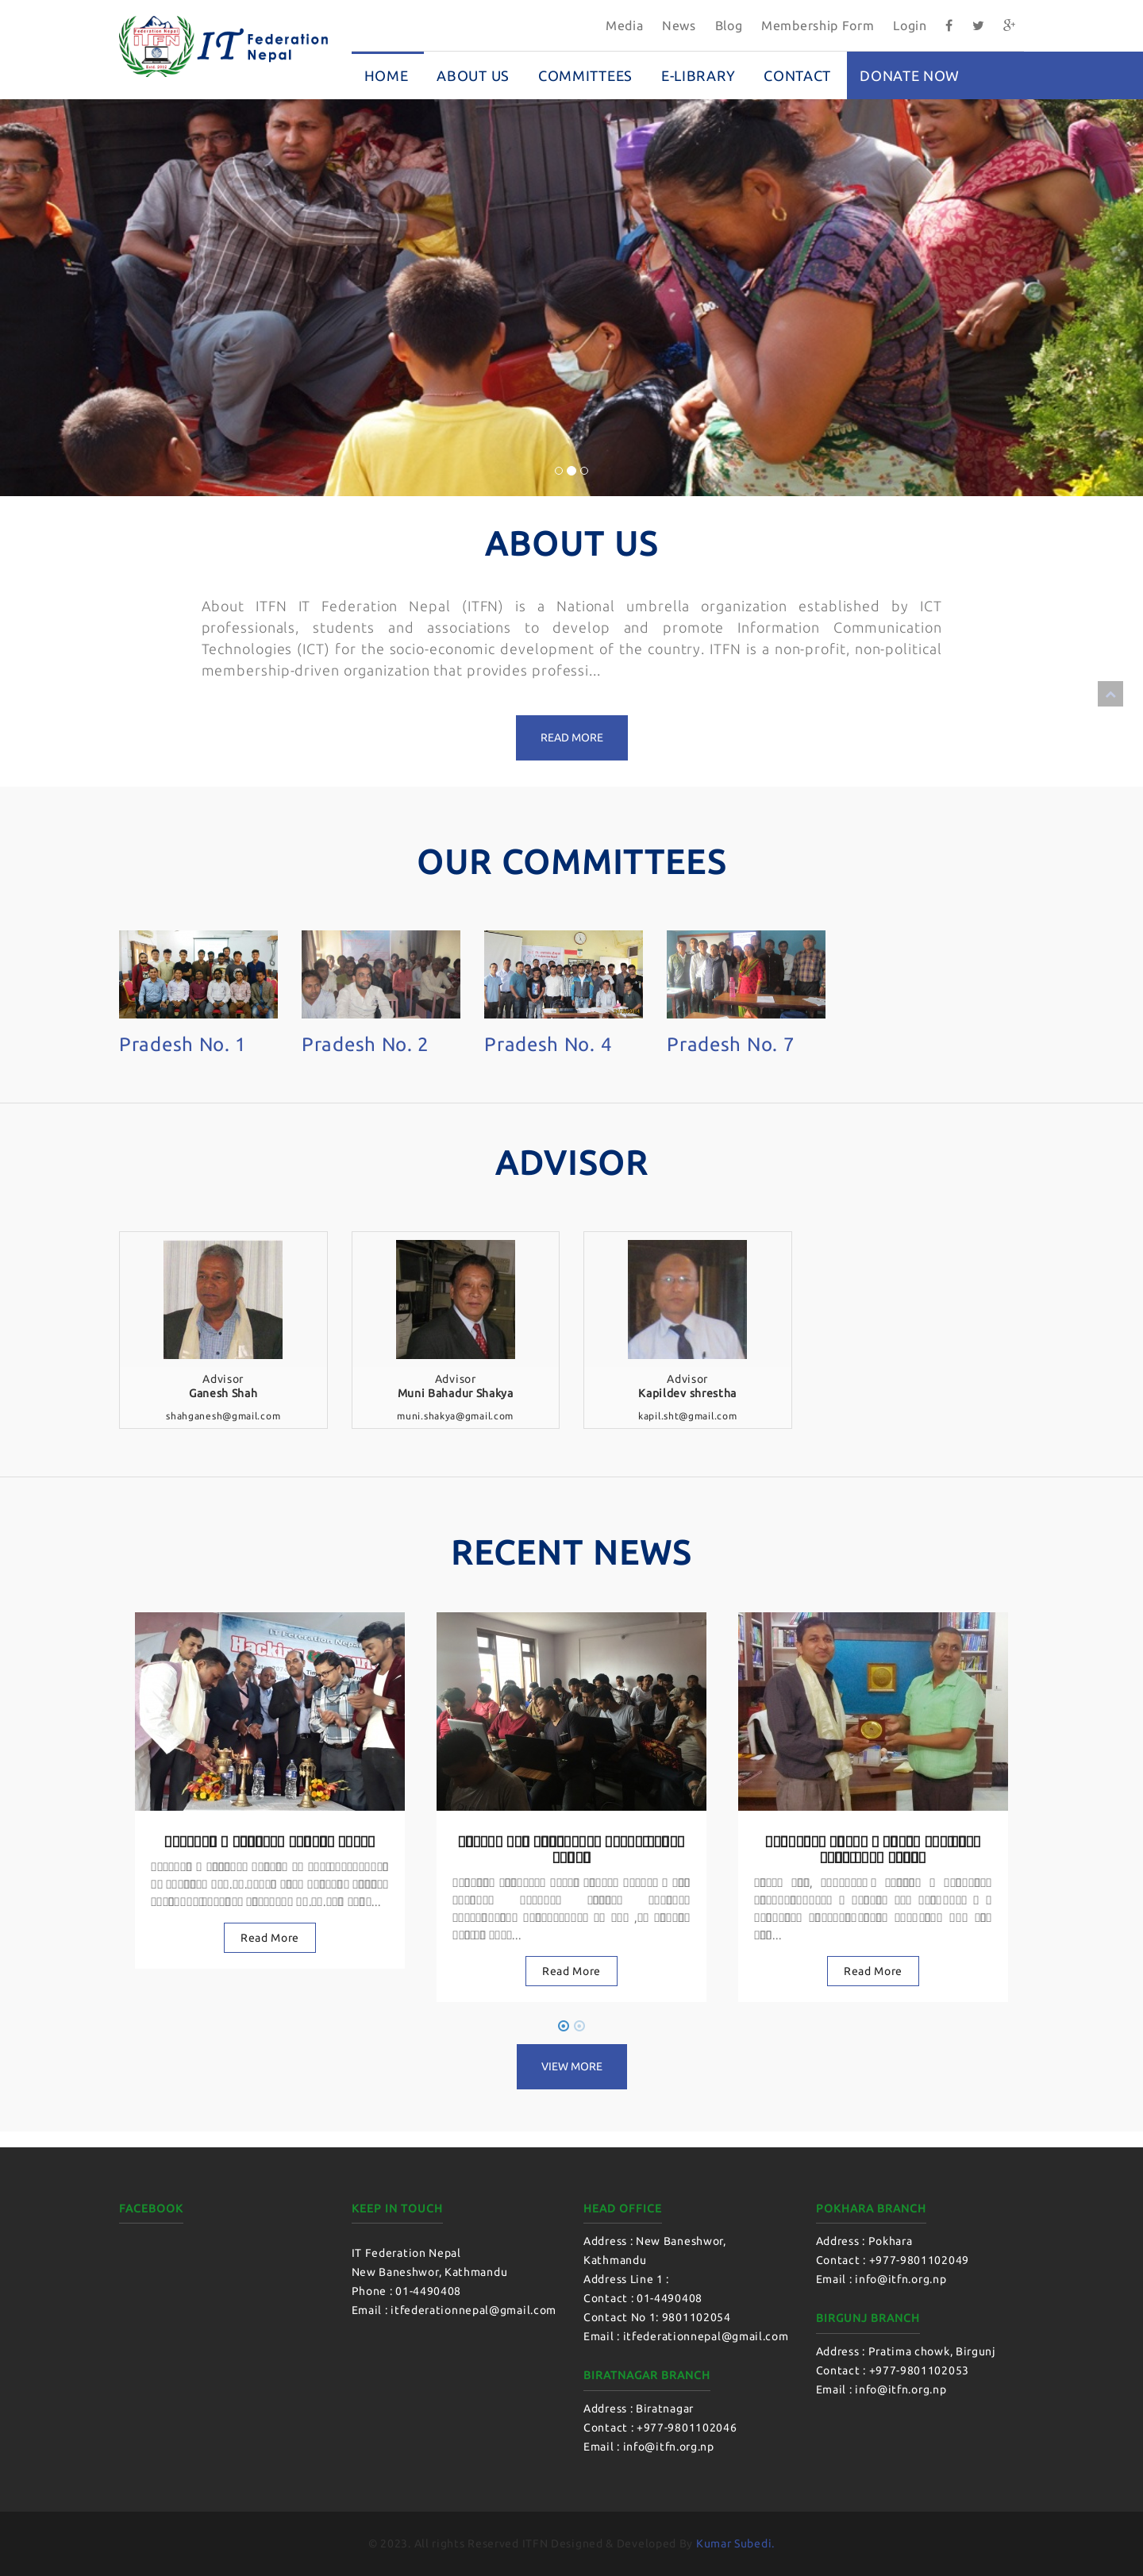 Media News Blog Membership Form Login
ITFN
IT Federation
Nepal
HOME ABOUT US COMMITTEES E-LIBRARY CONTACT DONATE NOW
ABOUT US
About ITFN IT Federation Nepal (ITFN) is a National umbrella organization established by ICT
professionals, students and associations to develop and promote Information Communication
Technologies (ICT) for the socio-economic development of the country. ITFN is a non-profit, non-political
membership-driven organization that provides professi...
READ MORE
OUR COMMITTEES
Pradesh No. 1 Pradesh No. 2 Pradesh No. 4 Pradesh No. 7
ADVISOR
Advisor
Ganesh Shah
shahganesh@gmail.com
Advisor
Muni Bahadur Shakya
muni.shakya@gmail.com
Advisor
Kapildev shrestha
kapil.sht@gmail.com
RECENT NEWS
IT Fereration Nepal
Hacking
Read More
Read More
Read More
VIEW MORE
FACEBOOK
KEEP IN TOUCH
IT Federation Nepal
New Baneshwor, Kathmandu
Phone : 01-4490408
Email : itfederationnepal@gmail.com
HEAD OFFICE
Address : New Baneshwor,
Kathmandu
Address Line 1 :
Contact : 01-4490408
Contact No 1: 9801102054
Email : itfederationnepal@gmail.com
BIRATNAGAR BRANCH
Address : Biratnagar
Contact : +977-9801102046
Email : info@itfn.org.np
POKHARA BRANCH
Address : Pokhara
Contact : +977-9801102049
Email : info@itfn.org.np
BIRGUNJ BRANCH
Address : Pratima chowk, Birgunj
Contact : +977-9801102053
Email : info@itfn.org.np
© 2023. All rights Reserved ITFN Designed & Developed By Kumar Subedi.